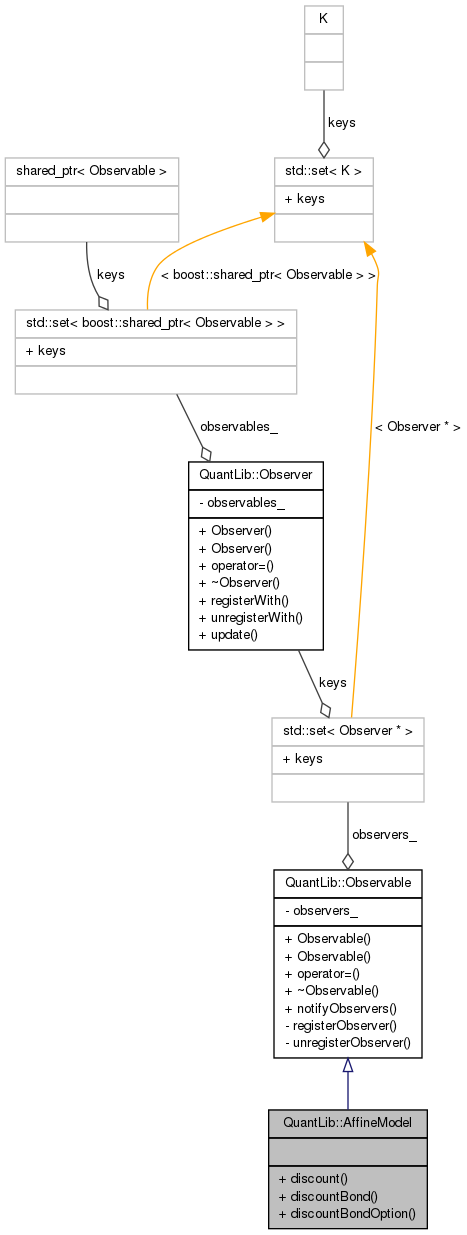 K
keys
shared_ptr< Observable >
std::set< K >
+ keys
keys
< boost::shared_ptr< Observable > >
std::set< boost::shared_ptr< Observable > >
+ keys
observables_
< Observer * >
QuantLib::Observer
- observables_
+ Observer()
+ Observer()
+ operator=()
+ ~Observer()
+ registerWith()
+ unregisterWith()
+ update()
keys
std::set< Observer * >
+ keys
observers_
QuantLib::Observable
- observers_
+ Observable()
+ Observable()
+ operator=()
+ ~Observable()
+ notifyObservers()
- registerObserver()
- unregisterObserver()
QuantLib::AffineModel
+ discount()
+ discountBond()
+ discountBondOption()